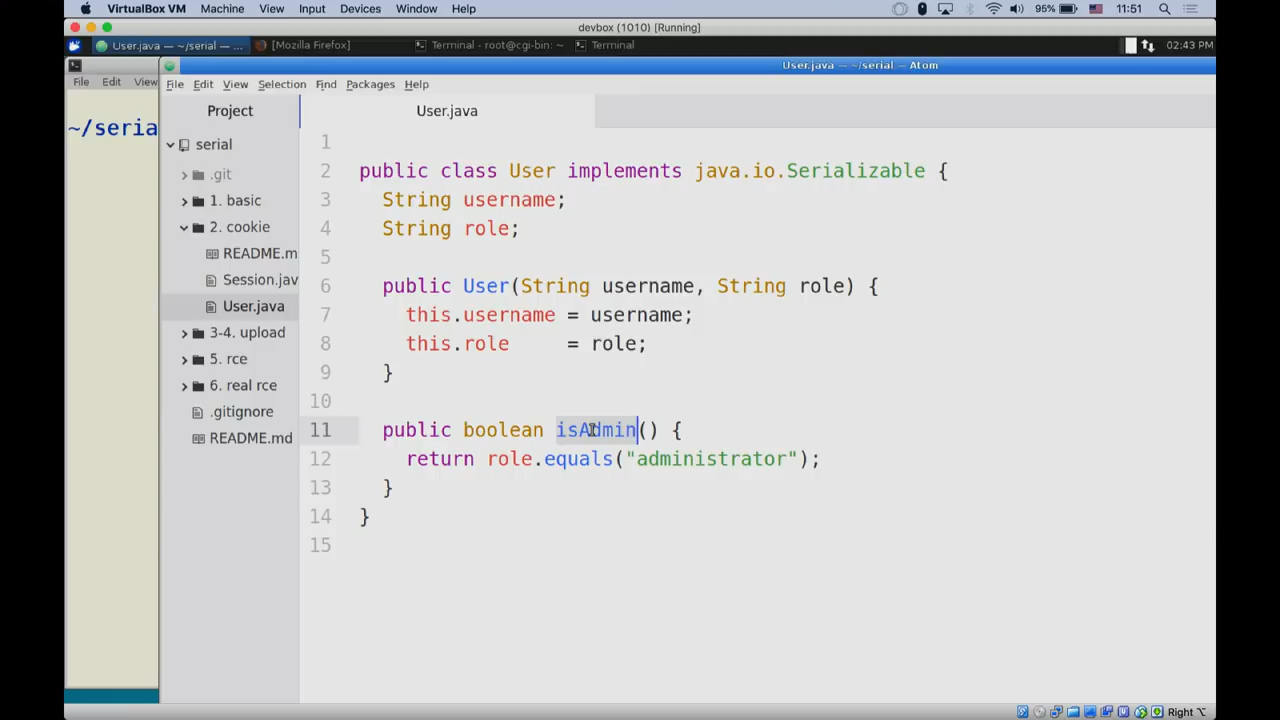 VirtualBox VM Machine View Input Devices Window Help 95% 11:51
devbox (1010) [Running]
User.java — ~/serial — ... [Mozilla Firefox] Terminal - root@cgi-bin: ~ Terminal 02:43 PM
User.java — ~/serial — Atom
File Edit View
~/seria
File Edit View Selection Find Packages Help
Project
User.java
serial
.git
1. basic
2. cookie
README.m
Session.jav
User.java
3-4. upload
5. rce
6. real rce
.gitignore
README.md
1
2 public class User implements java.io.Serializable {
3 String username;
4 String role;
5
6 public User(String username, String role) {
7 this.username = username;
8 this.role     = role;
9 }
10
11 public boolean isAdmin() {
12 return role.equals("administrator");
13 }
14 }
15
Right ⌥